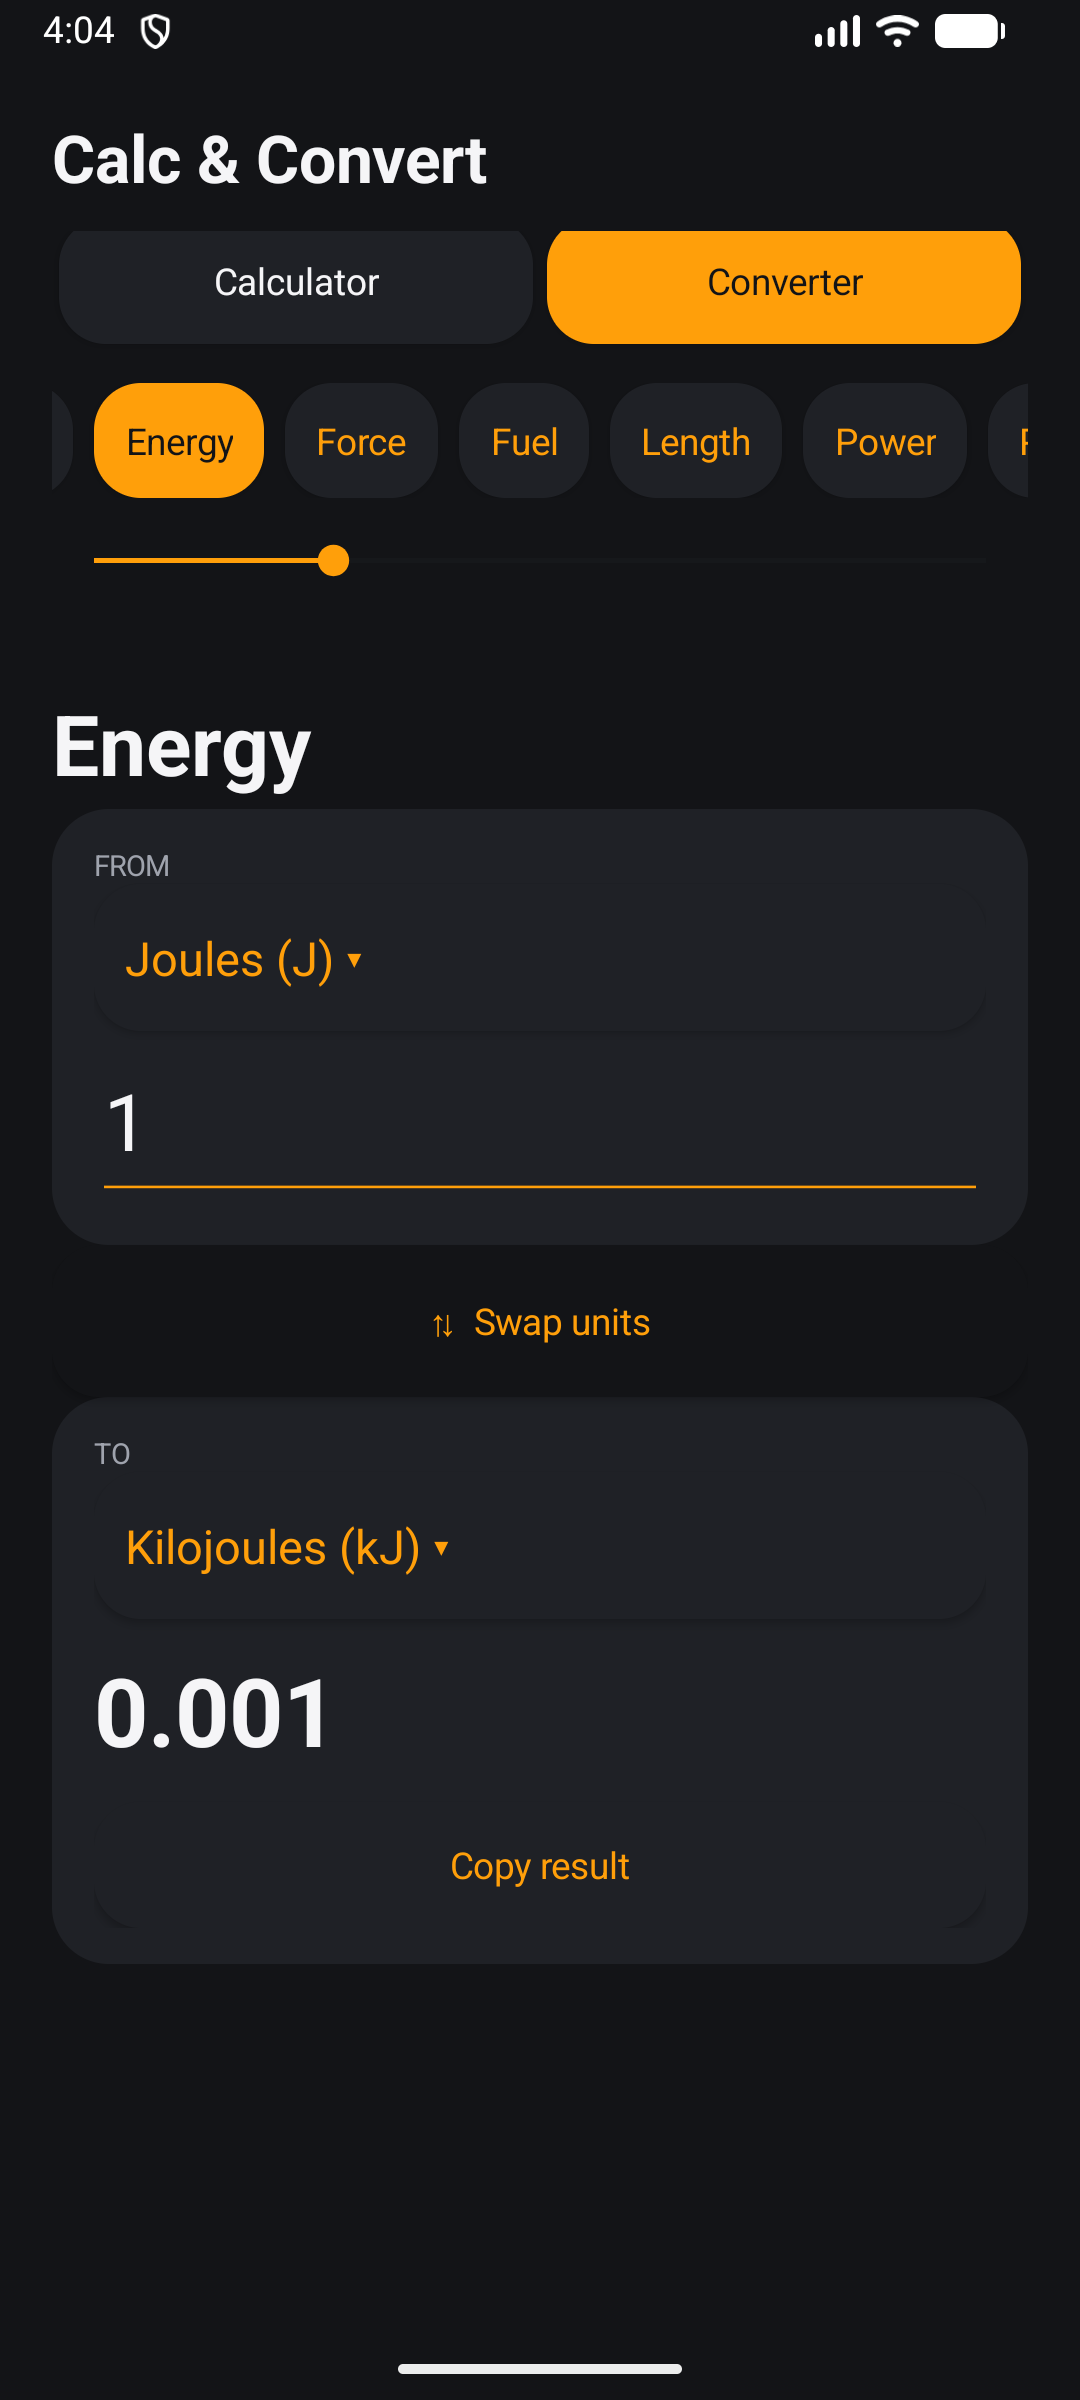 4:04
Calc & Convert
Calculator Converter
Energy Force Fuel Length Power
Energy
FROM
Joules (J) ▾
1
⇅ Swap units
TO
Kilojoules (kJ) ▾
0.001
Copy result